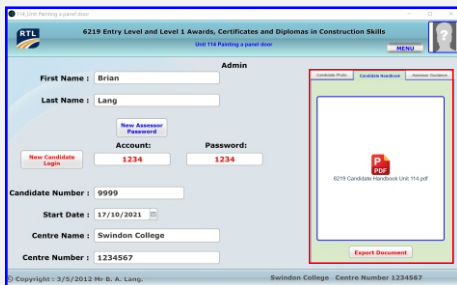 114_Unit Painting a panel door
RTL
6219 Entry Level and Level 1 Awards, Certificates and Diplomas in Construction Skills
Unit 114 Painting a panel door
MENU
Admin
First Name : Brian
Last Name : Lang
New Assessor
Password
Account: Password:
New Candidate
Login
1234 1234
Candidate Number : 9999
Start Date : 17/10/2021
Centre Name : Swindon College
Centre Number : 1234567
Candidate Photo Candidate Handbook Assessor Guidance
PDF
6219 Candidate Handbook Unit 114.pdf
Export Document
© Copyright : 3/5/2012 Mr B. A. Lang. Swindon College Centre Number 1234567